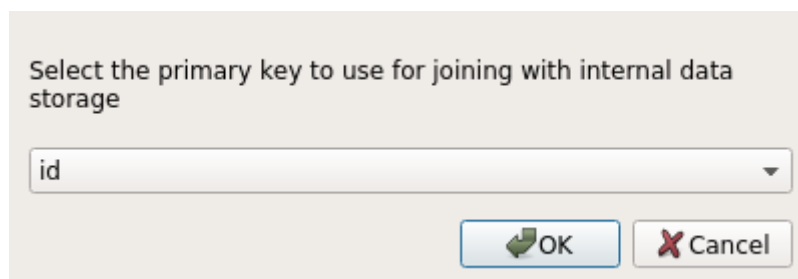 Select the primary key to use for joining with internal data
storage
id
OK
Cancel